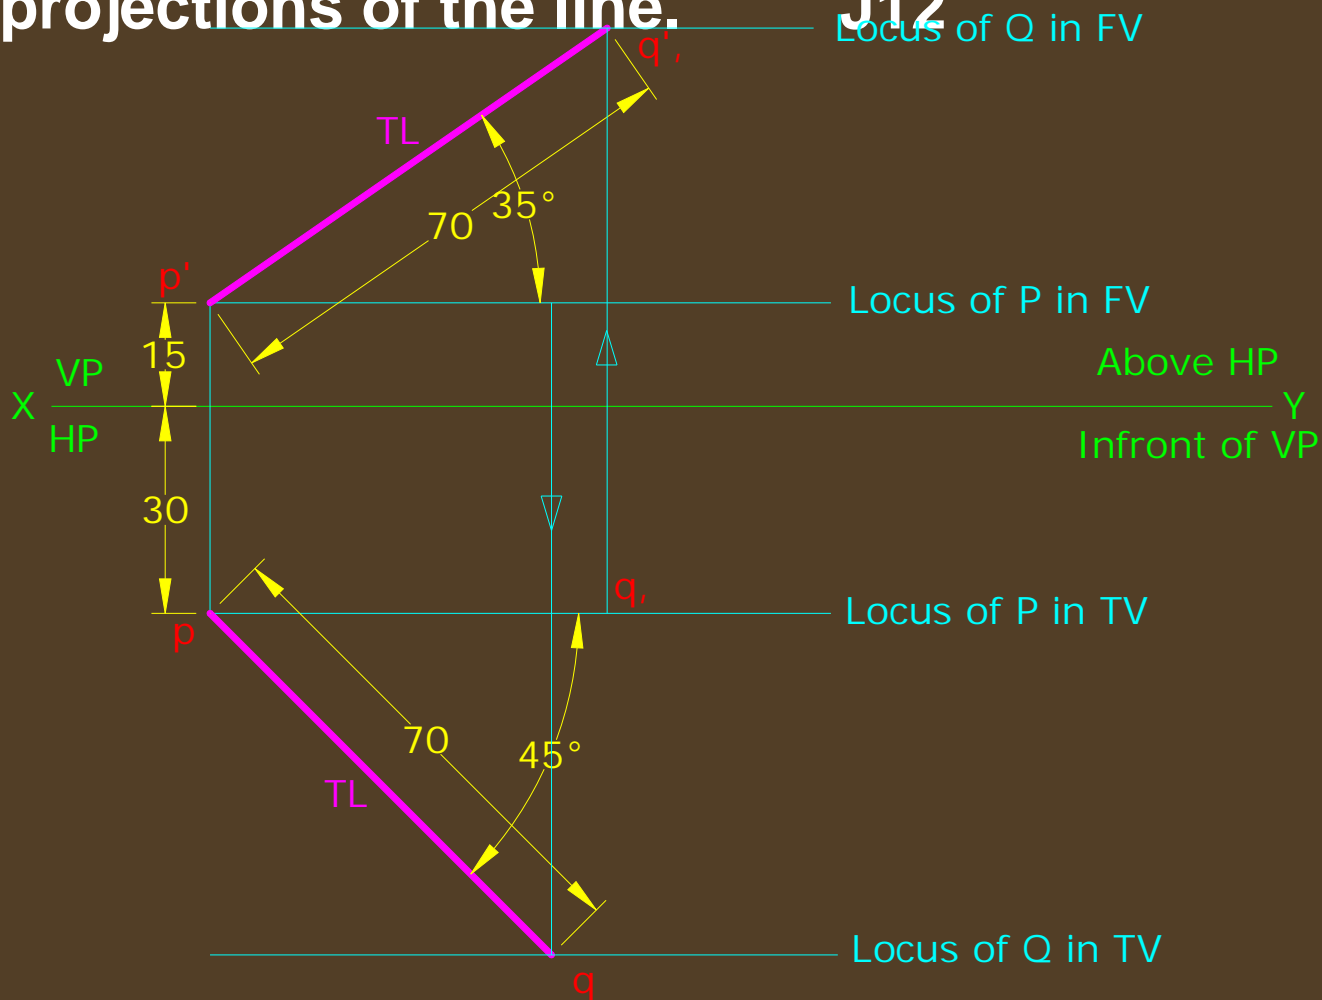 projections of the line. J12
Locus of Q in FV
q',
TL
35°
70
p'
Locus of P in FV
15
VP
Above HP
X
Y
HP
Infront of VP
30
q,
Locus of P in TV
p
70
45°
TL
Locus of Q in TV
q